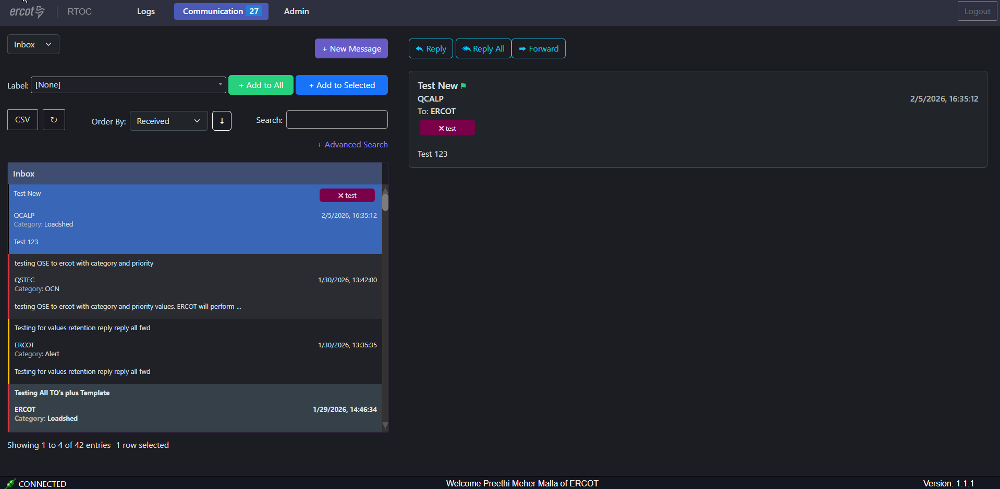 ercot RTOC Logs Communication 27 Admin Logout
Inbox
+ New Message
Reply Reply All Forward
Label: [None] + Add to All + Add to Selected
CSV ↻ Order By: Received ↓ Search:
+ Advanced Search
Inbox
Test New × test
QCALP 2/5/2026, 16:35:12
Category: Loadshed
Test 123
testing QSE to ercot with category and priority
QSTEC 1/30/2026, 13:42:00
Category: OCN
testing QSE to ercot with category and priority values. ERCOT will perform ...
Testing for values retention reply reply all fwd
ERCOT 1/30/2026, 13:35:35
Category: Alert
Testing for values retention reply reply all fwd
Testing All TO's plus Template
ERCOT 1/29/2026, 14:46:34
Category: Loadshed
Showing 1 to 4 of 42 entries 1 row selected
Test New
QCALP 2/5/2026, 16:35:12
To: ERCOT
× test
Test 123
CONNECTED Welcome Preethi Meher Malla of ERCOT Version: 1.1.1